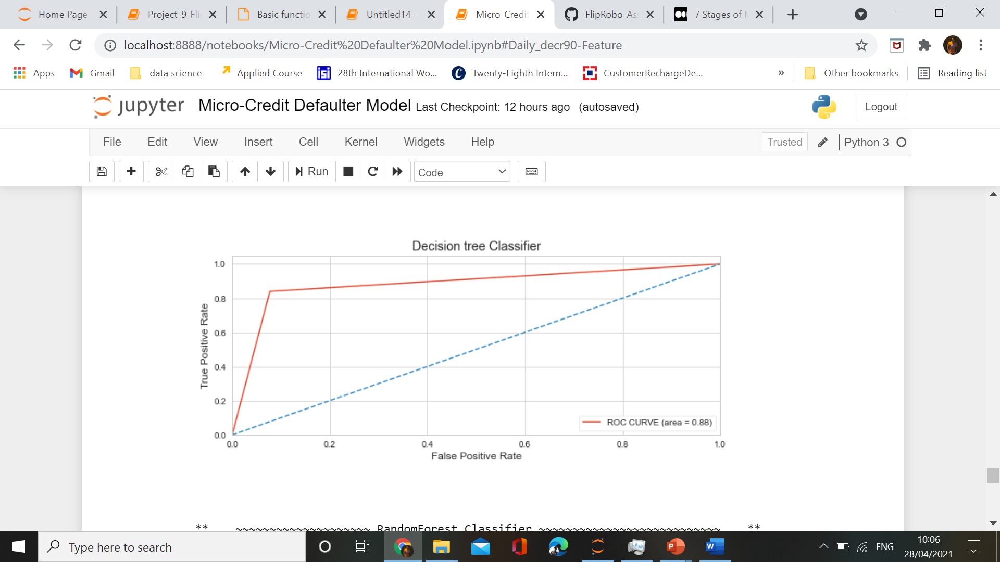 Home Page
Project_9-Fli
Basic functio
Untitled14 -
Micro-Credit
FlipRobo-Ass
7 Stages of M
localhost:8888/notebooks/Micro-Credit%20Defaulter%20Model.ipynb#Daily_decr90-Feature
Apps
Gmail
data science
Applied Course
28th International Wo...
Twenty-Eighth Intern...
CustomerRechargeDe...
»
Other bookmarks
Reading list
jupyter
Micro-Credit Defaulter Model Last Checkpoint: 12 hours ago (autosaved)
Logout
File Edit View Insert Cell Kernel Widgets Help
Trusted
Python 3
Run
Code
Decision tree Classifier
1.0
0.8
0.6
0.4
0.2
0.0
True Positive Rate
ROC CURVE (area = 0.88)
0.0 0.2 0.4 0.6 0.8 1.0
False Positive Rate
** ~~~~~~~~~~~~~~~~~~~~ RandomForest Classifier ~~~~~~~~~~~~~~~~~~~~~~~~~~~ **
Type here to search
ENG
10:06
28/04/2021